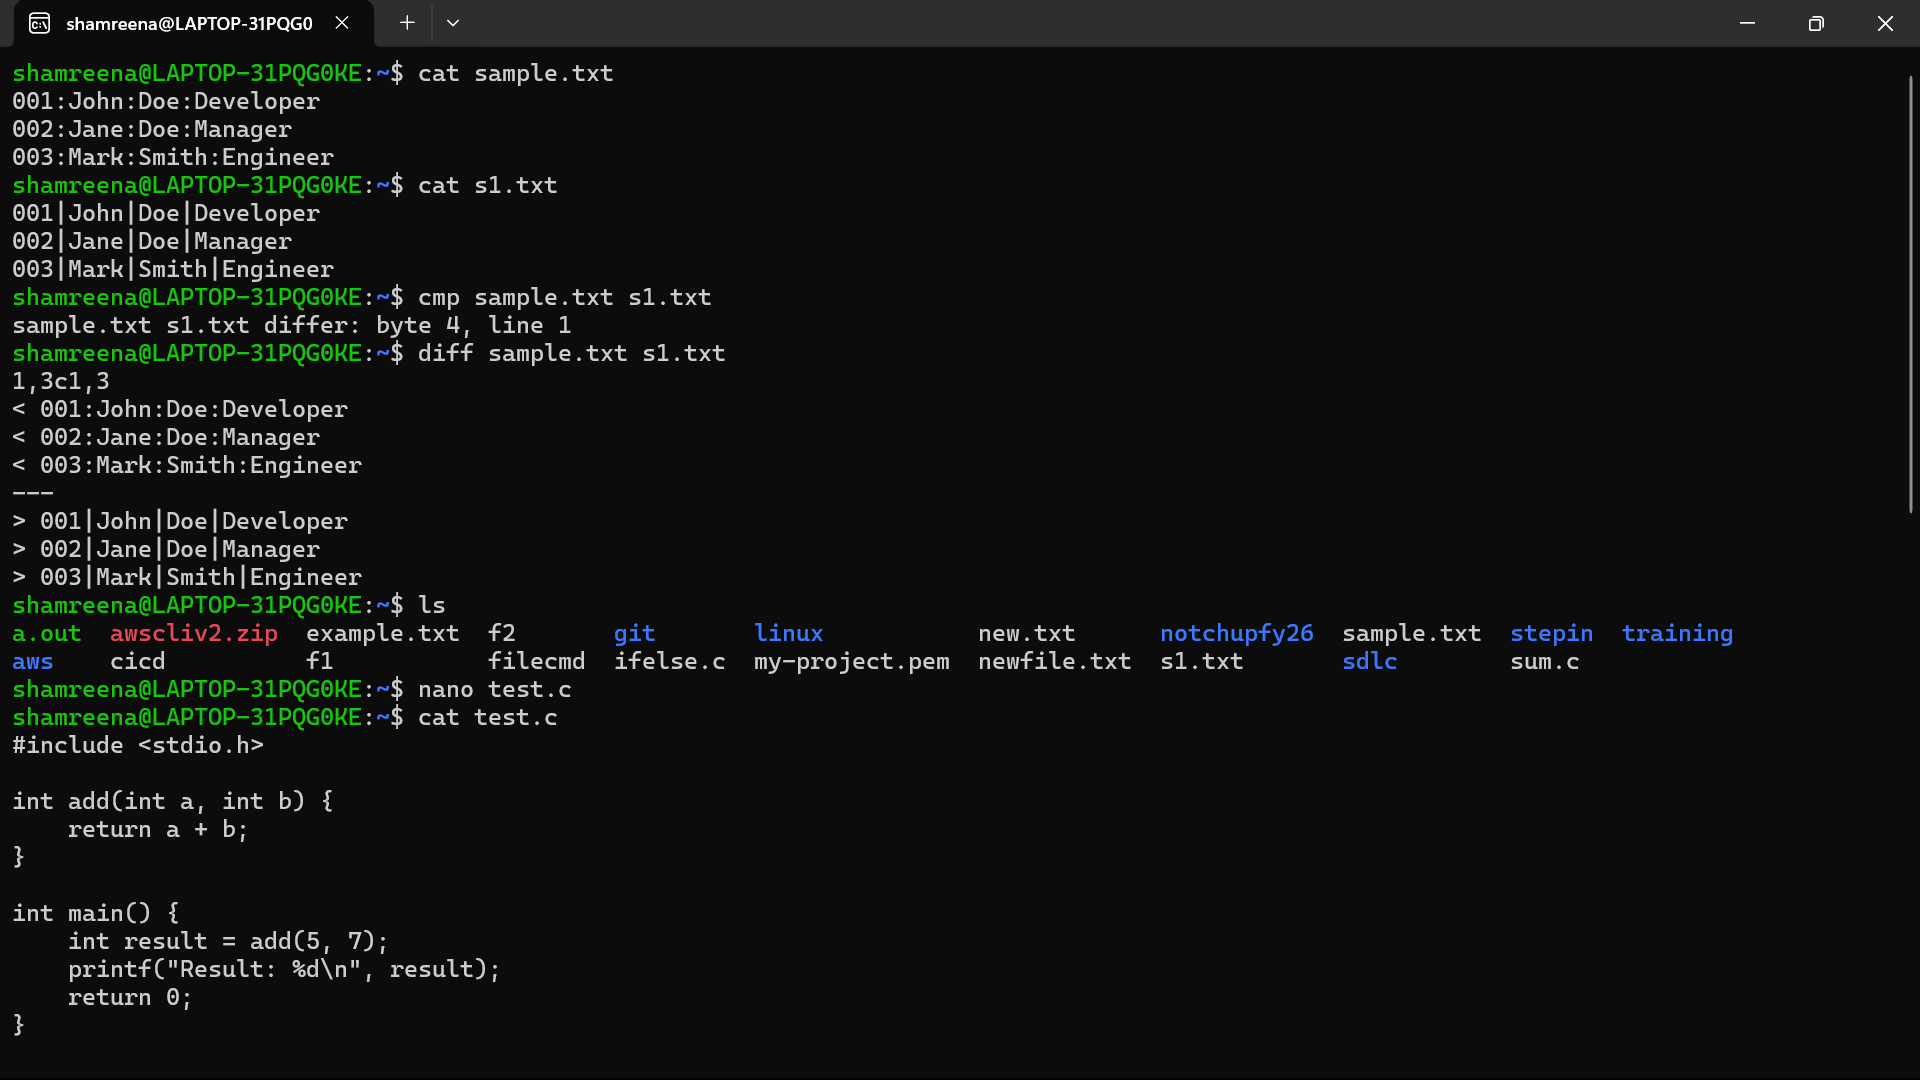 shamreena@LAPTOP-31PQG0
shamreena@LAPTOP-31PQG0KE:~$ cat sample.txt
001:John:Doe:Developer
002:Jane:Doe:Manager
003:Mark:Smith:Engineer
shamreena@LAPTOP-31PQG0KE:~$ cat s1.txt
001|John|Doe|Developer
002|Jane|Doe|Manager
003|Mark|Smith|Engineer
shamreena@LAPTOP-31PQG0KE:~$ cmp sample.txt s1.txt
sample.txt s1.txt differ: byte 4, line 1
shamreena@LAPTOP-31PQG0KE:~$ diff sample.txt s1.txt
1,3c1,3
< 001:John:Doe:Developer
< 002:Jane:Doe:Manager
< 003:Mark:Smith:Engineer
---
> 001|John|Doe|Developer
> 002|Jane|Doe|Manager
> 003|Mark|Smith|Engineer
shamreena@LAPTOP-31PQG0KE:~$ ls
a.out  awscliv2.zip  example.txt  f2       git       linux           new.txt      notchupfy26  sample.txt  stepin  training
aws    cicd          f1           filecmd  ifelse.c  my-project.pem  newfile.txt  s1.txt       sdlc        sum.c
shamreena@LAPTOP-31PQG0KE:~$ nano test.c
shamreena@LAPTOP-31PQG0KE:~$ cat test.c
#include <stdio.h>

int add(int a, int b) {
    return a + b;
}

int main() {
    int result = add(5, 7);
    printf("Result: %d\n", result);
    return 0;
}